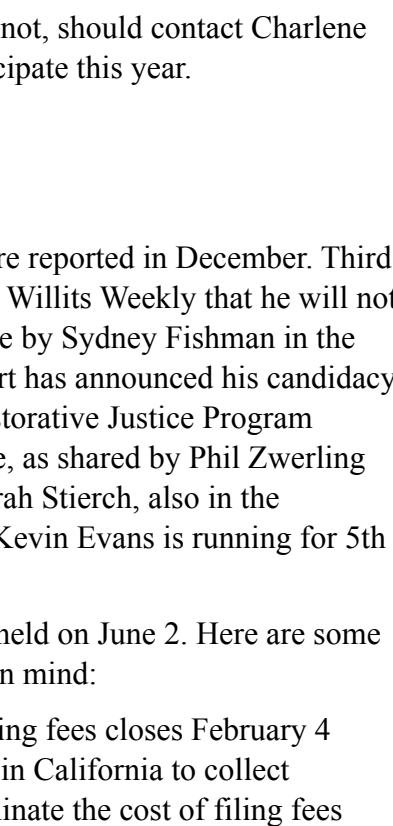 not, should contact Charlene
cipate this year.
re reported in December. Third
Willits Weekly that he will not
e by Sydney Fishman in the
rt has announced his candidacy
storative Justice Program
e, as shared by Phil Zwerling
rah Stierch, also in the
Kevin Evans is running for 5th
held on June 2. Here are some
n mind:
ing fees closes February 4
in California to collect
inate the cost of filing fees